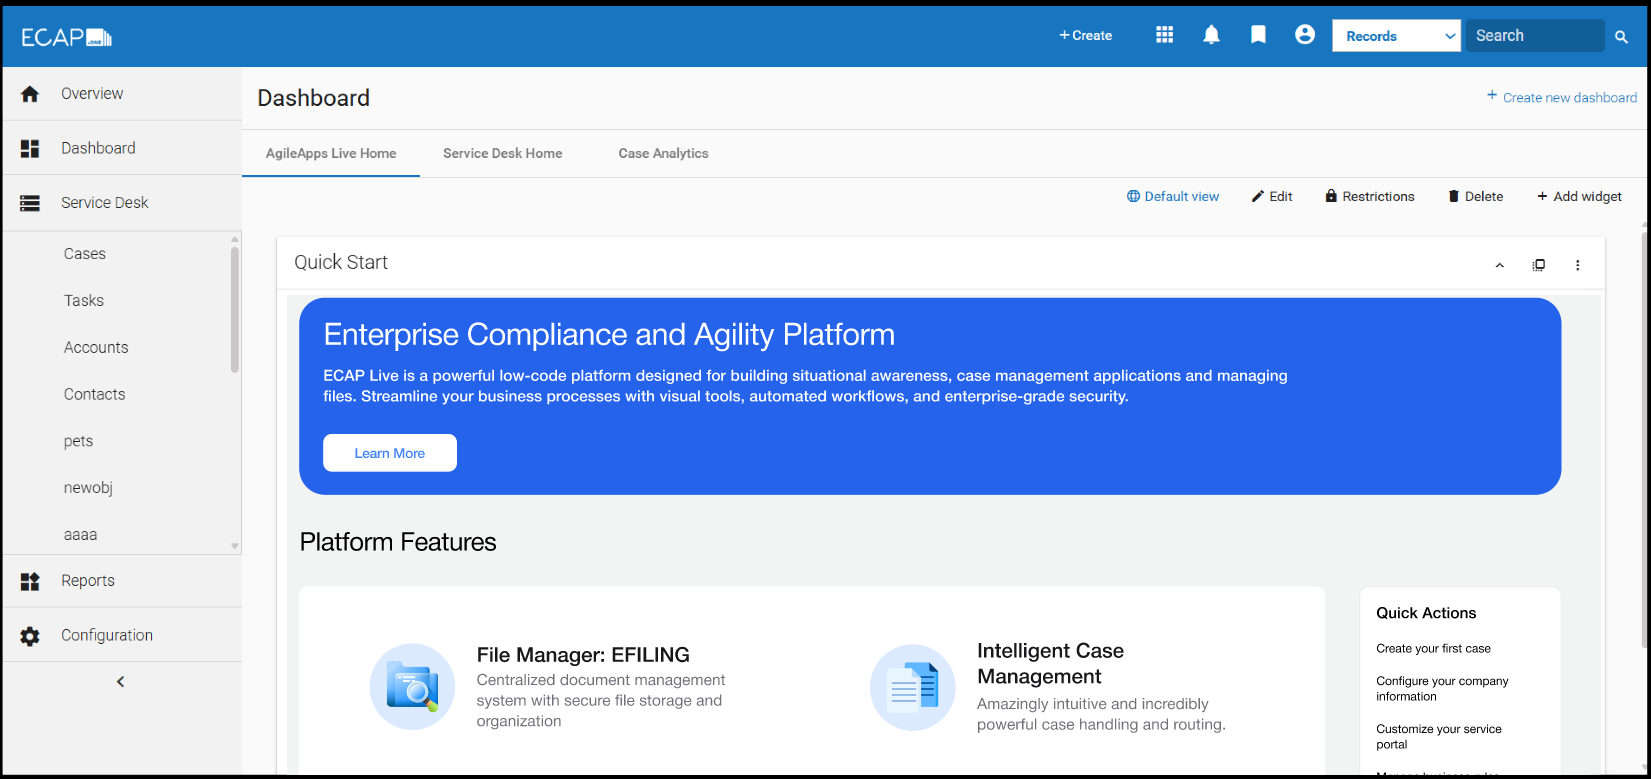 ECAP
.ONE
+ Create
Records
Search
Overview
Dashboard
Service Desk
Cases
Tasks
Accounts
Contacts
pets
newobj
aaaa
Reports
Configuration
Dashboard
+ Create new dashboard
AgileApps Live Home
Service Desk Home
Case Analytics
Default view
Edit
Restrictions
Delete
+ Add widget
Quick Start
Enterprise Compliance and Agility Platform
ECAP Live is a powerful low-code platform designed for building situational awareness, case management applications and managing
files. Streamline your business processes with visual tools, automated workflows, and enterprise-grade security.
Learn More
Platform Features
File Manager: EFILING
Centralized document management
system with secure file storage and
organization
Intelligent Case
Management
Amazingly intuitive and incredibly
powerful case handling and routing.
Quick Actions
Create your first case
Configure your company
information
Customize your service
portal